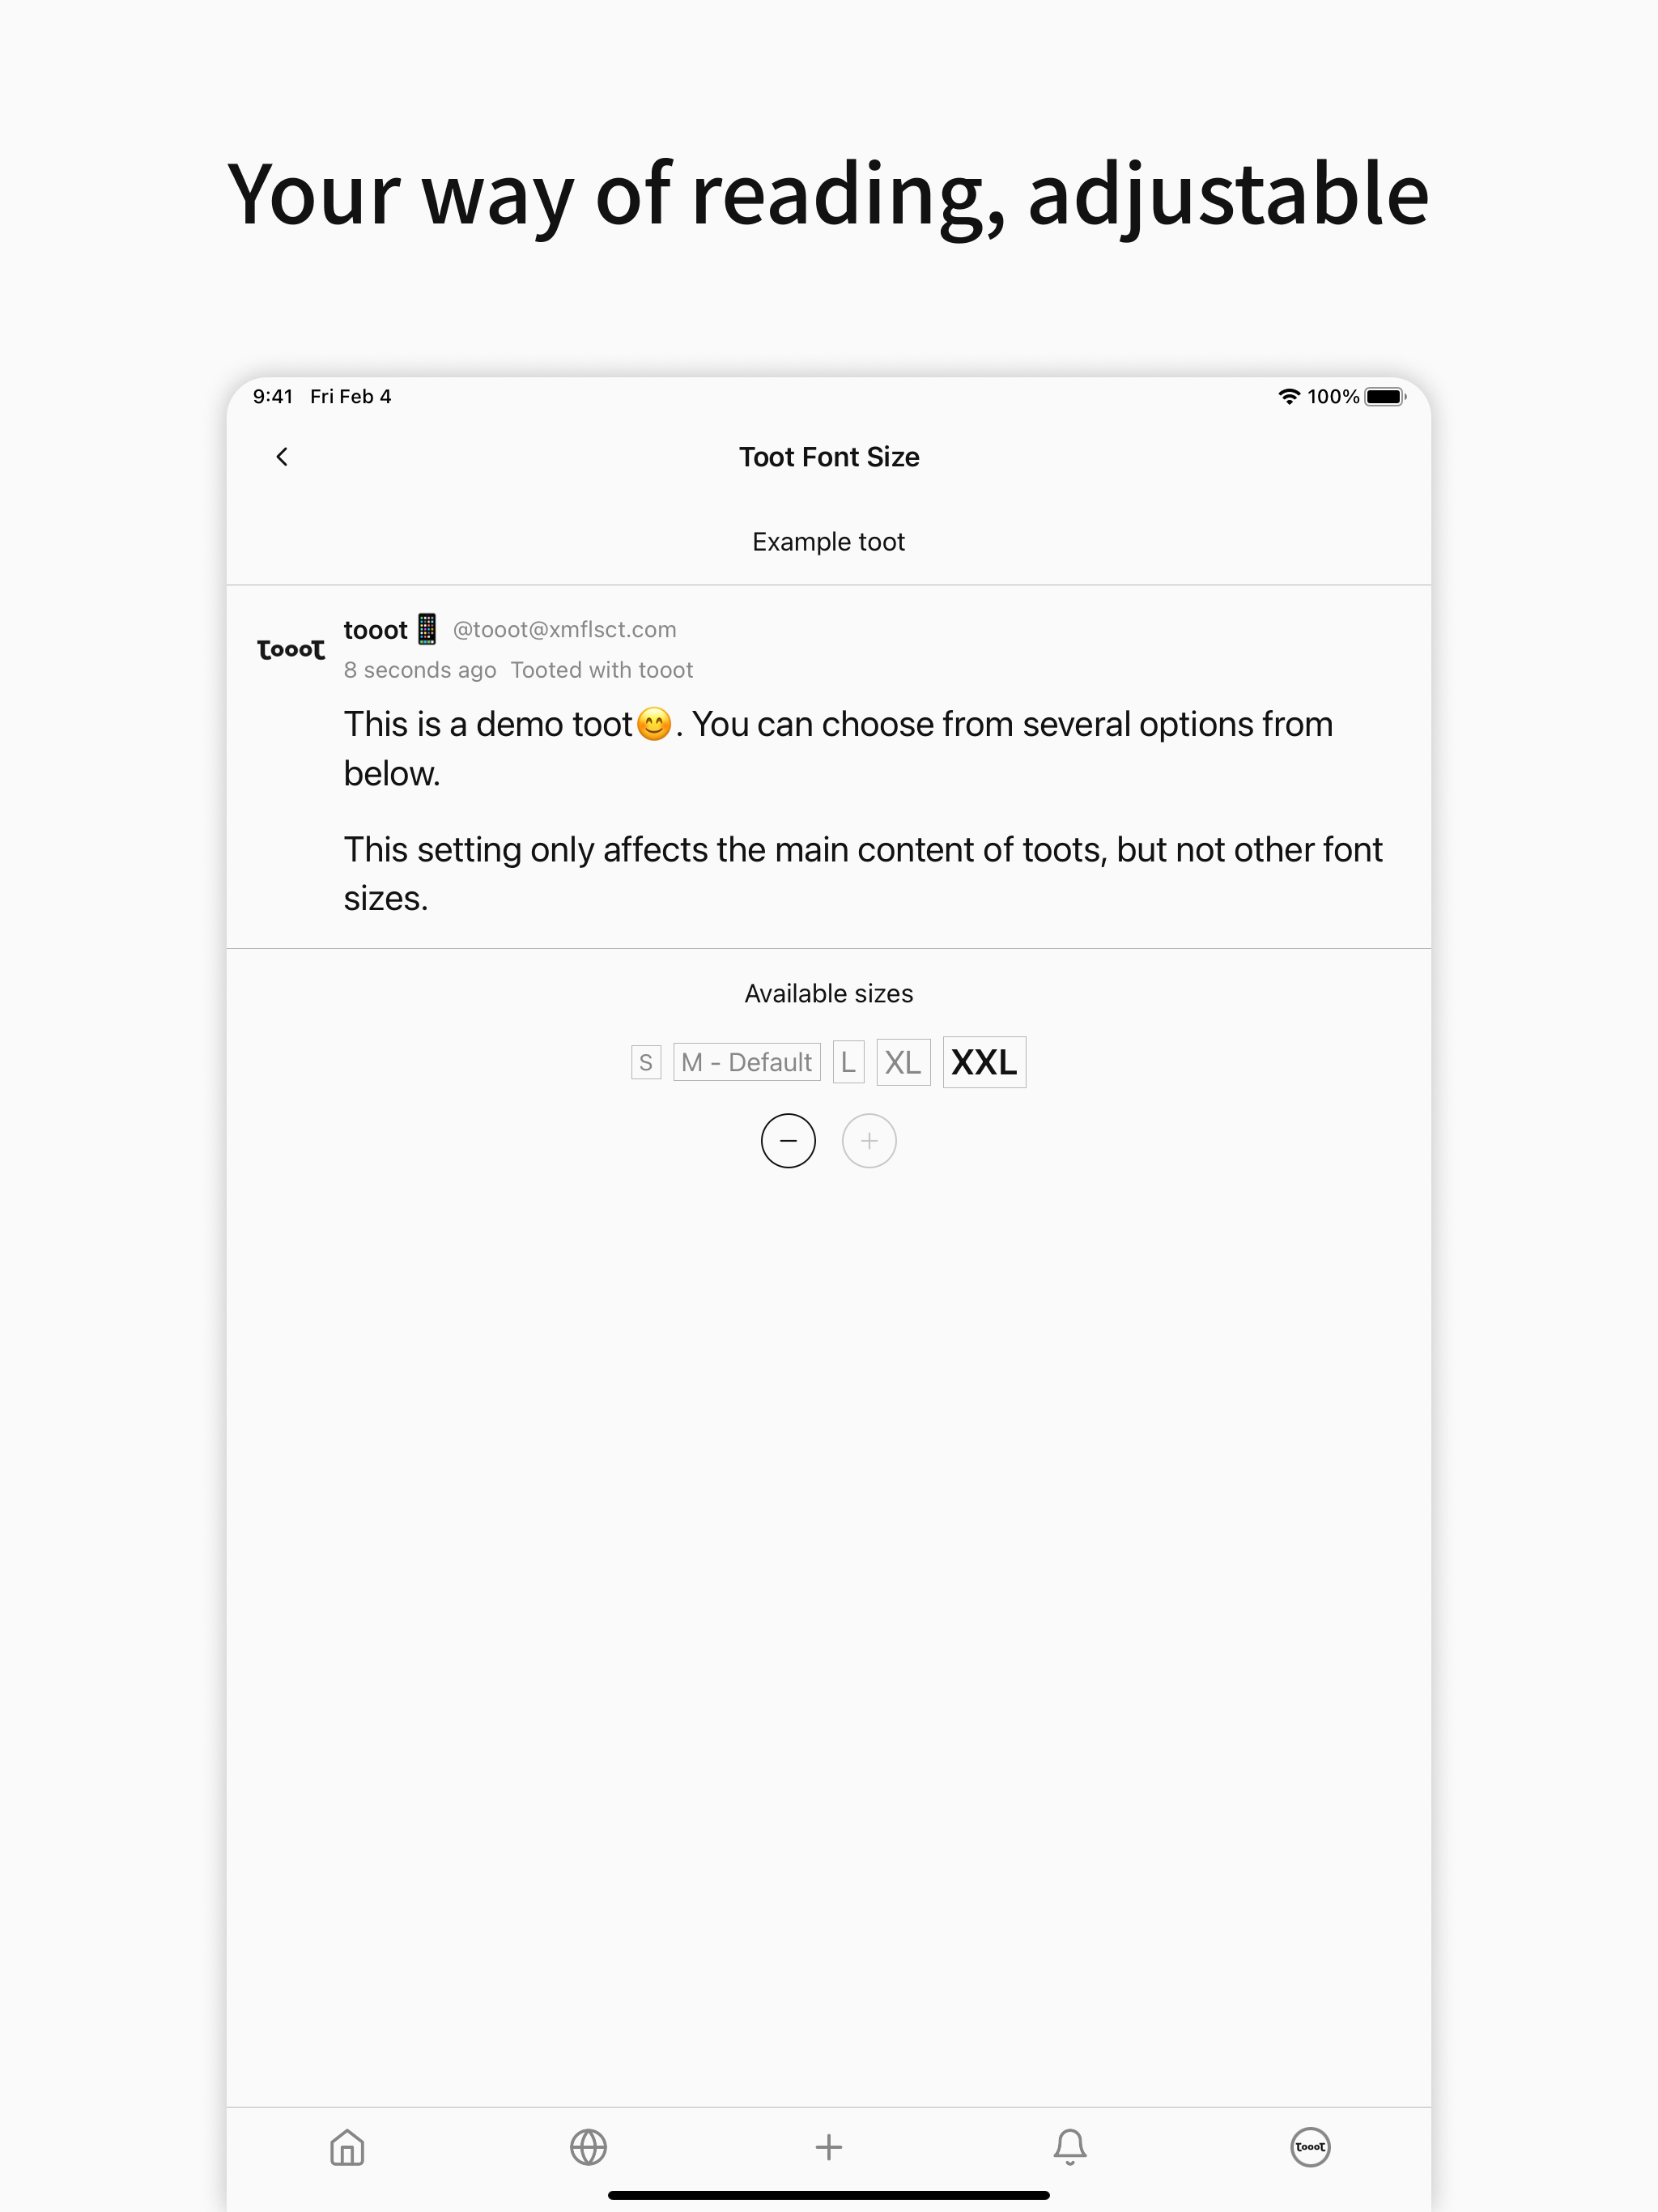 Your way of reading, adjustable
9:41 Fri Feb 4 100%
Toot Font Size
Example toot
tooot
tooot📱 @tooot@xmflsct.com
8 seconds ago Tooted with tooot
This is a demo toot😊. You can choose from several options from
below.
This setting only affects the main content of toots, but not other font
sizes.
Available sizes
S M - Default L XL XXL
tooot